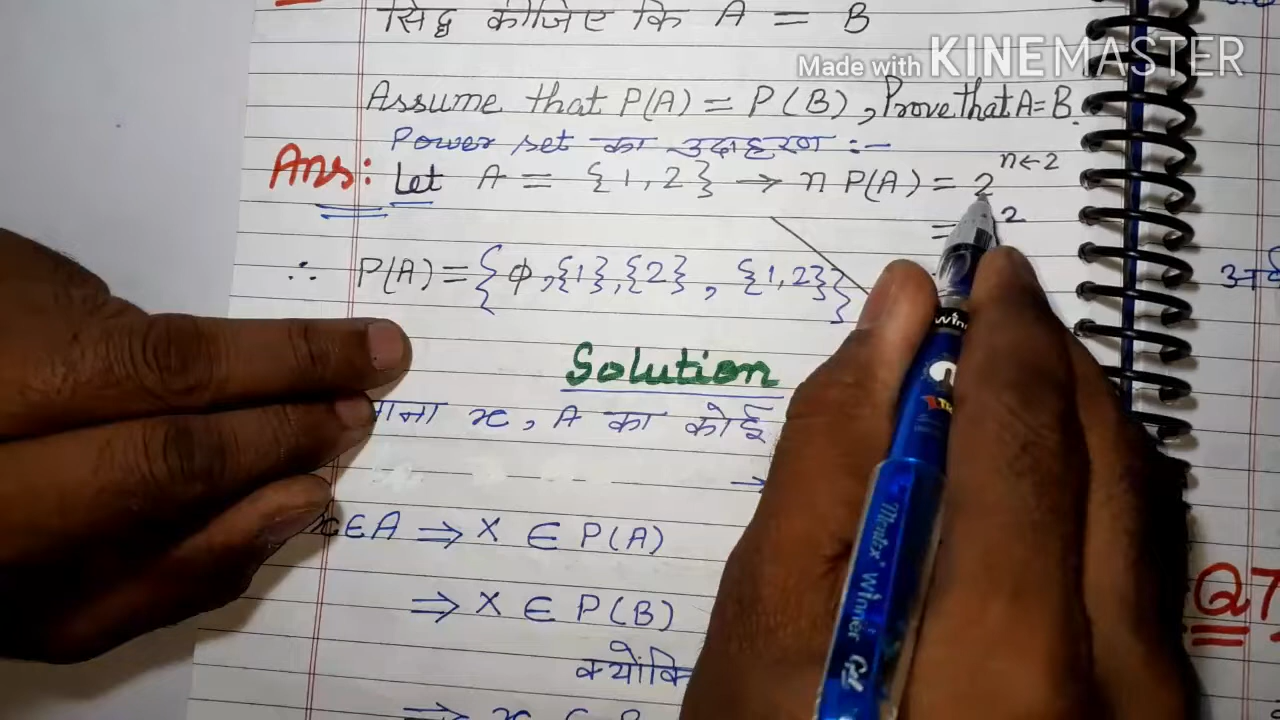 सिद्ध कीजिए कि A = B
Made with KINEMASTER
Assume that P(A) = P(B), Prove that A=B.
Power set का उदाहरण :-
Ans: Let A = {1,2} → n P(A) = 2 n←2
= 2
∴ P(A) = { ϕ, {1}, {2}, {1,2} }
Solution
माना x, A का कोई
→
x∈A ⇒ X ∈ P(A)
⇒ X ∈ P(B)
क्योंकि
Q7